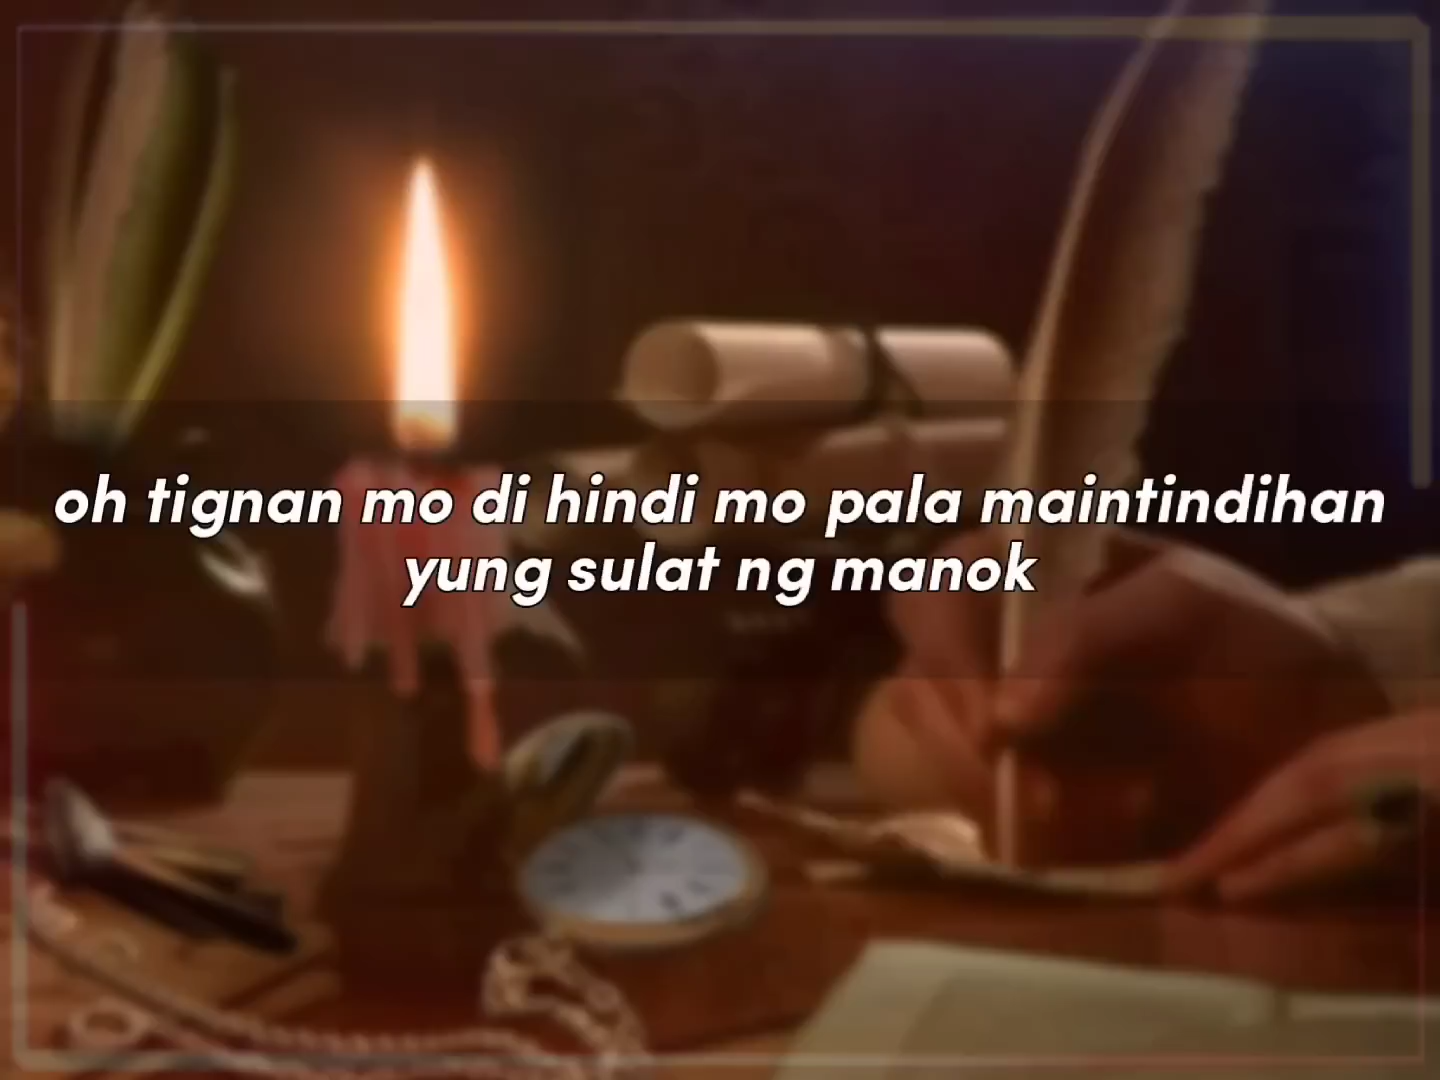 oh tignan mo di hindi mo pala maintindihan
yung sulat ng manok